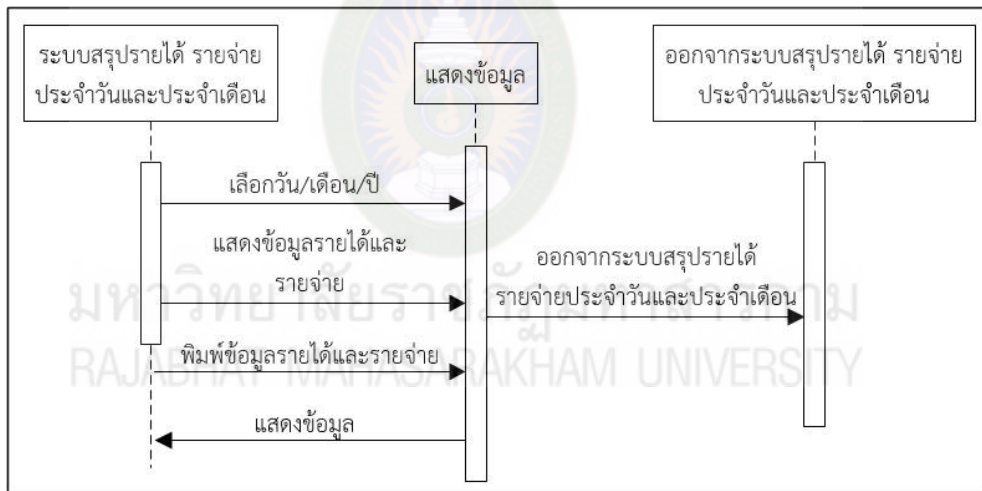 ระบบสรุปรายได้ รายจ่าย
ประจำวันและประจำเดือน
แสดงข้อมูล
ออกจากระบบสรุปรายได้ รายจ่าย
ประจำวันและประจำเดือน
เลือกวัน/เดือน/ปี
แสดงข้อมูลรายได้และ
รายจ่าย
ออกจากระบบสรุปรายได้
รายจ่ายประจำวันและประจำเดือน
มหาวิทยาลัยราชภัฏมหาสารคาม
พิมพ์ข้อมูลรายได้และรายจ่าย
RAJABHAT MAHASARAKHAM UNIVERSITY
แสดงข้อมูล